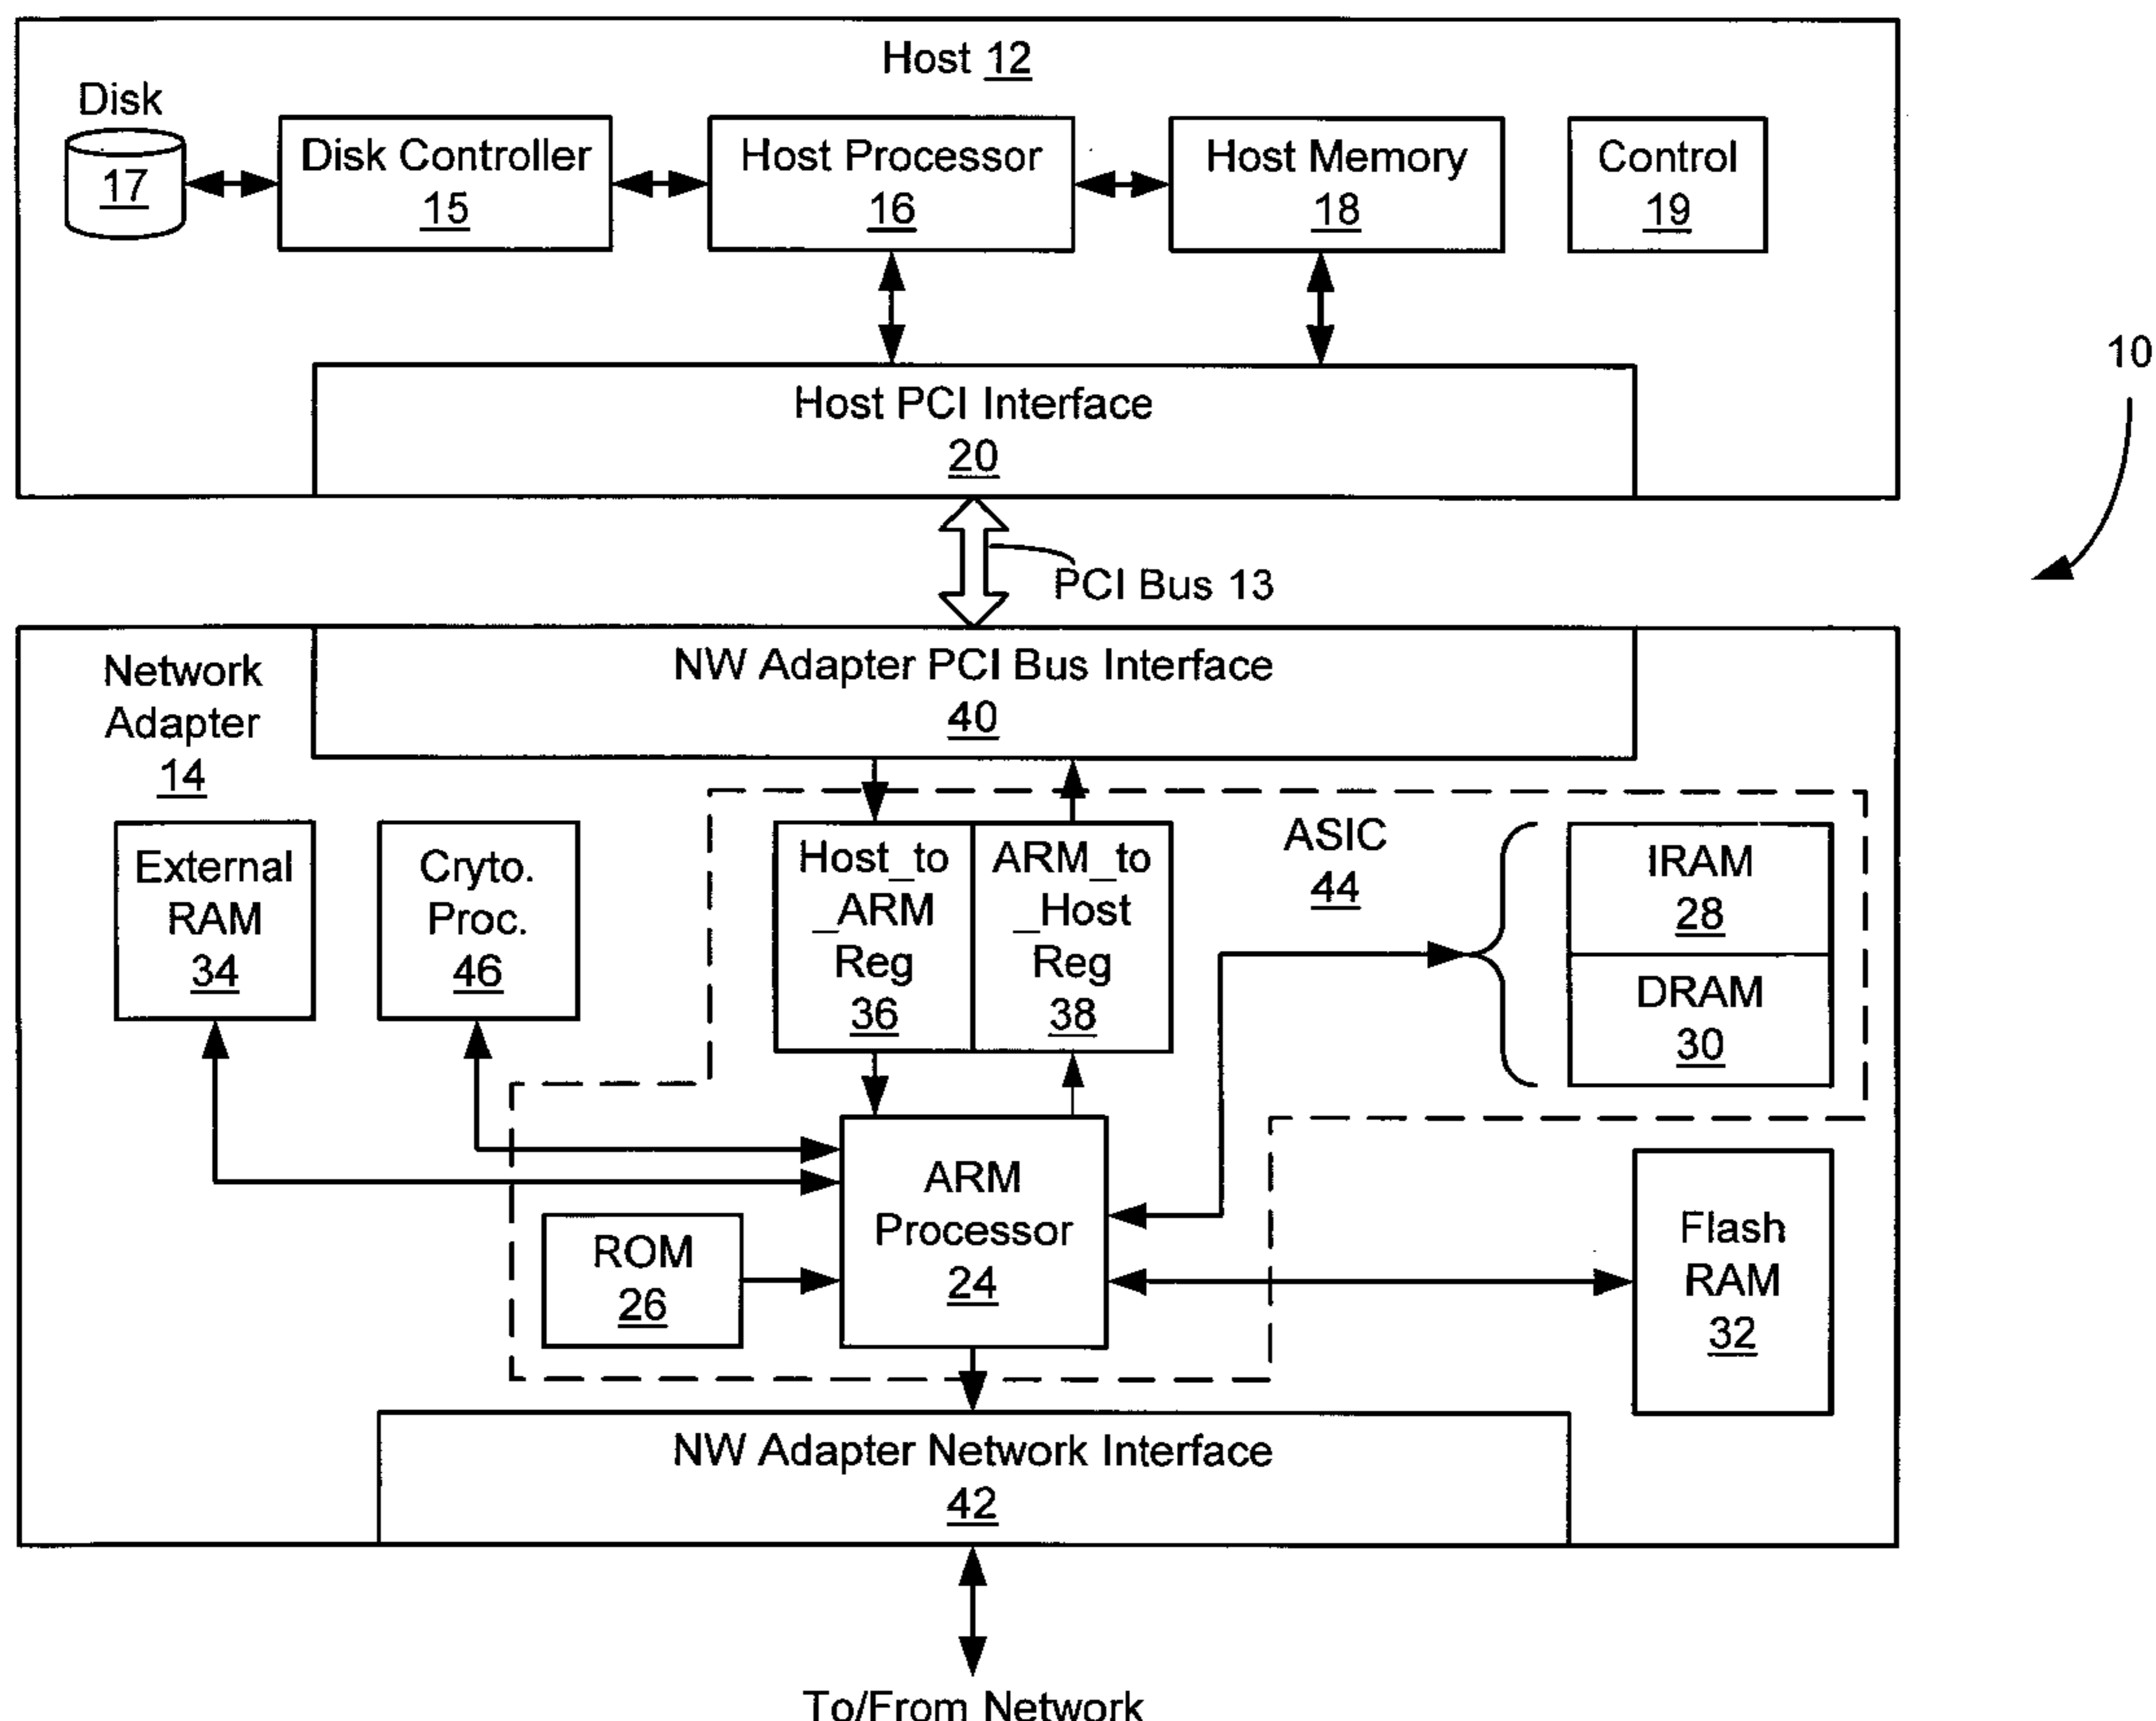 Host 12
Disk
17
Disk Controller
15
Host Processor
16
Host Memory
18
Control
19
Host PCI Interface
20
10
PCI Bus 13
Network
Adapter
14
NW Adapter PCI Bus Interface
40
External
RAM
34
Cryto.
Proc.
46
Host_to
_ARM
Reg
36
ARM_to
_Host
Reg
38
ASIC
44
IRAM
28
DRAM
30
ARM
Processor
24
ROM
26
Flash
RAM
32
NW Adapter Network Interface
42
To/From Network